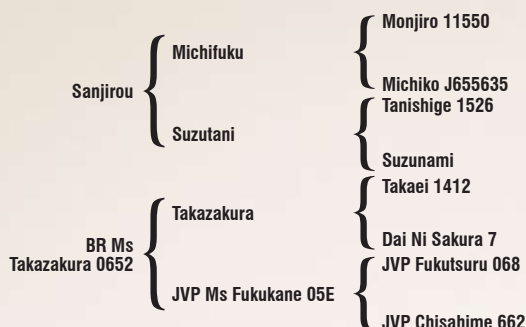 Monjiro 11550
Michifuku
Michiko J655635
Sanjirou
Tanishige 1526
Suzutani
Suzunami
Takaei 1412
Takazakura
Dai Ni Sakura 7
BR Ms
Takazakura 0652
JVP Fukutsuru 068
JVP Ms Fukukane 05E
JVP Chisahime 662